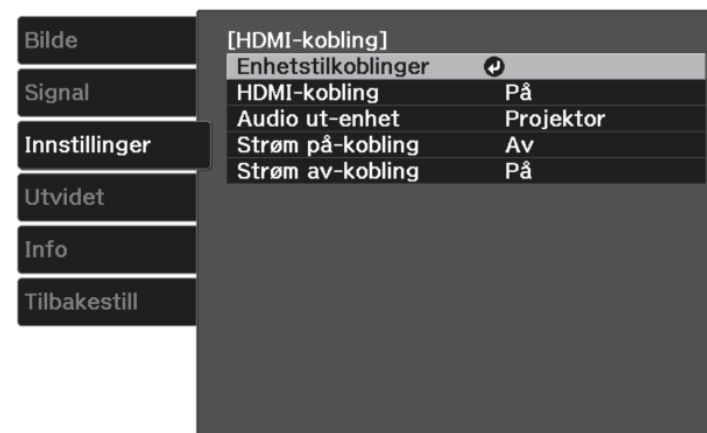 Bilde
Signal
Innstillinger
Utvidet
Info
Tilbakestill
[HDMI-kobling]
Enhetstilkoblinger
HDMI-kobling På
Audio ut-enhet Projektor
Strøm på-kobling Av
Strøm av-kobling På